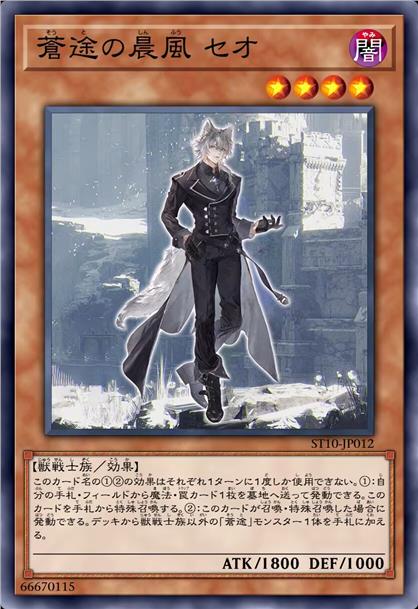 蒼途の晨風 セオ
闇
ST10-JP012
【獣戦士族／効果】
このカード名の①②の効果はそれぞれ1ターンに1度しか使用できない。①：自
分の手札・フィールドから魔法・罠カード1枚を墓地へ送って発動できる。このカ
ードを手札から特殊召喚する。②：このカードが召喚・特殊召喚した場合に
発動できる。デッキから獣戦士族以外の「蒼途」モンスター1体を手札に加え
る。
ATK/1800 DEF/1000
66670115